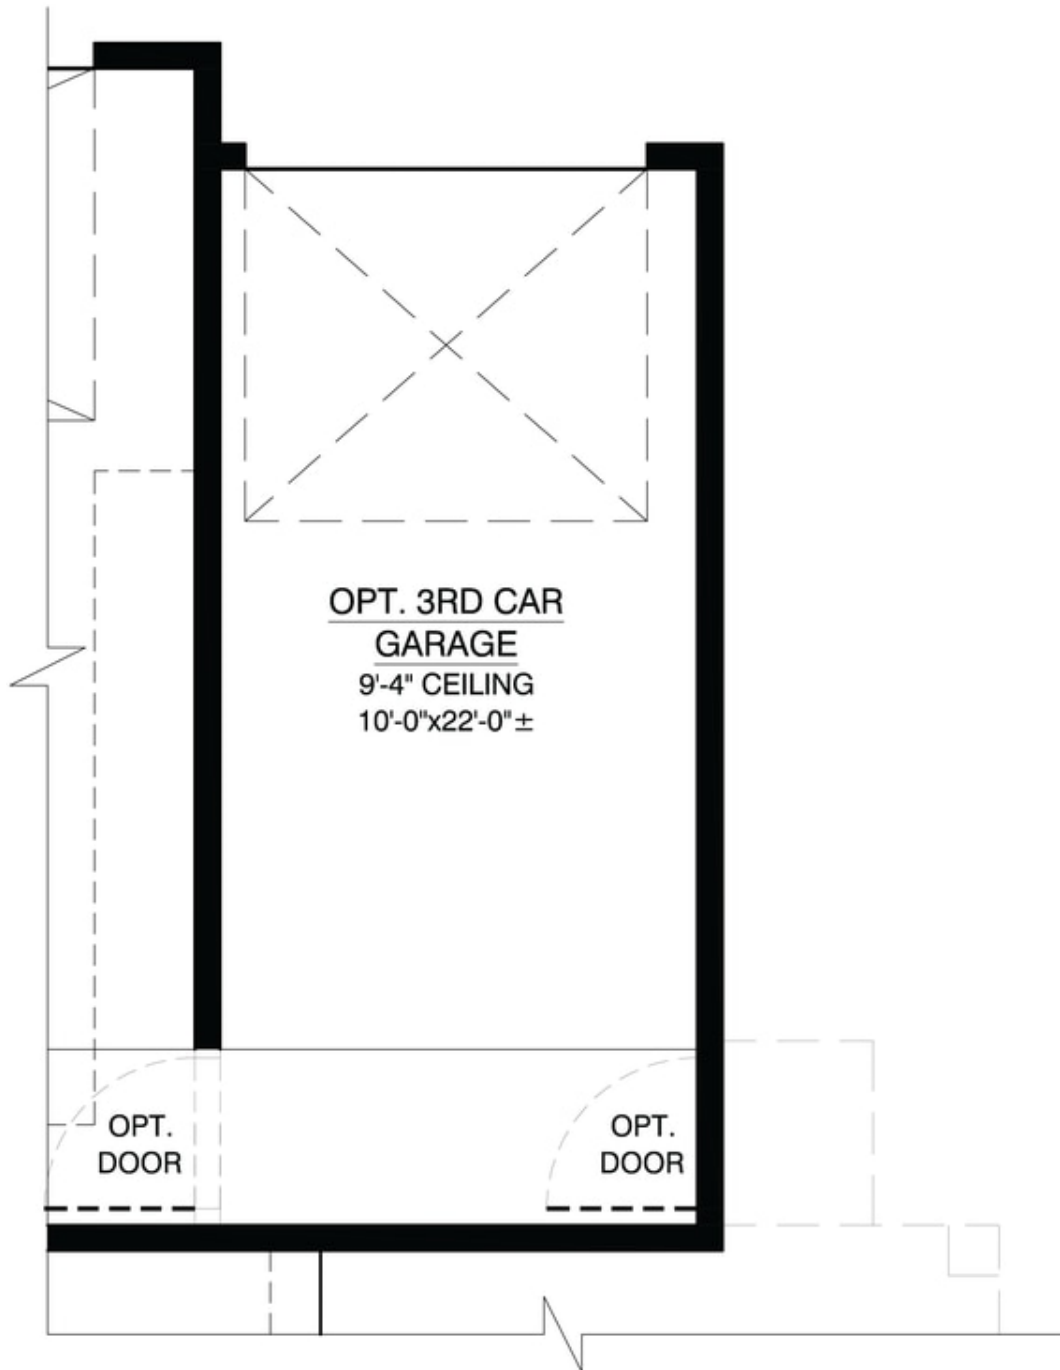 OPT. 3RD CAR
GARAGE
9'-4" CEILING
10'-0"x22'-0"±
OPT.
DOOR
OPT.
DOOR